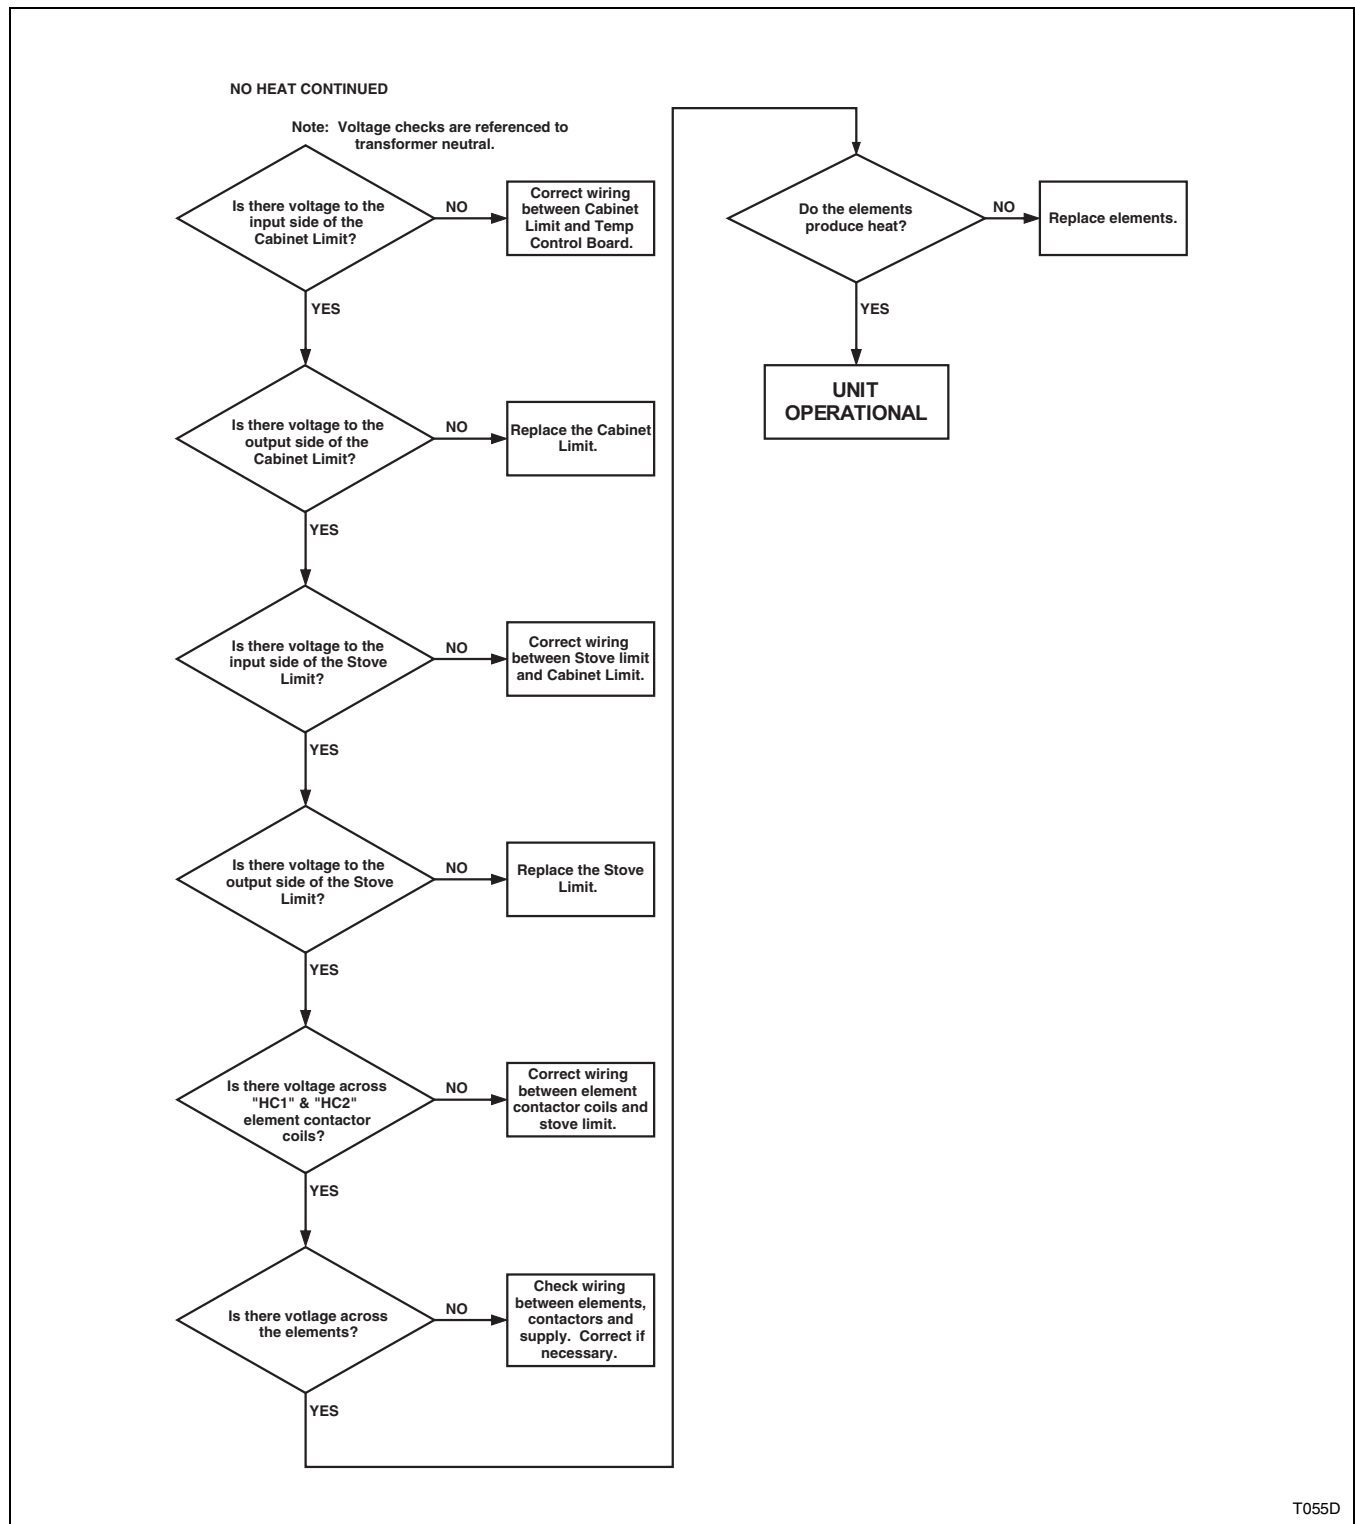 NO HEAT CONTINUED
Note: Voltage checks are referenced to
transformer neutral.
Is there voltage to the
input side of the
Cabinet Limit?
NO
Correct wiring
between Cabinet
Limit and Temp
Control Board.
YES
Is there voltage to the
output side of the
Cabinet Limit?
NO
Replace the Cabinet
Limit.
YES
Is there voltage to the
input side of the Stove
Limit?
NO
Correct wiring
between Stove limit
and Cabinet Limit.
YES
Is there voltage to the
output side of the Stove
Limit?
NO
Replace the Stove
Limit.
YES
Is there voltage across
"HC1" & "HC2"
element contactor
coils?
NO
Correct wiring
between element
contactor coils and
stove limit.
YES
Is there votlage across
the elements?
NO
Check wiring
between elements,
contactors and
supply. Correct if
necessary.
YES
Do the elements
produce heat?
NO
Replace elements.
YES
UNIT
OPERATIONAL
T055D